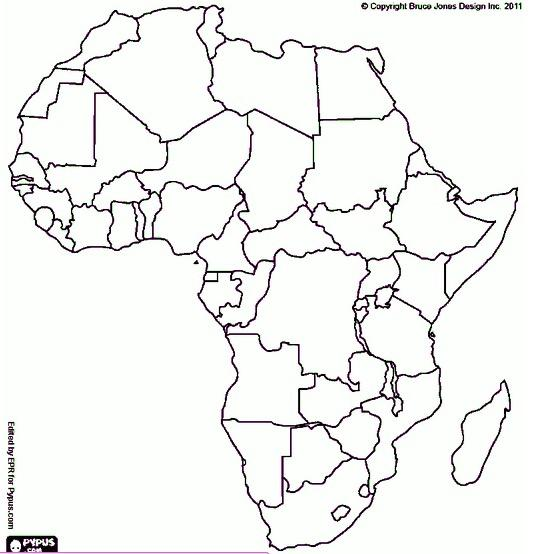 © Copyright Bruce Jones Design Inc. 2011
Edited by EPR for Pypus.com
PYPUS
.COM